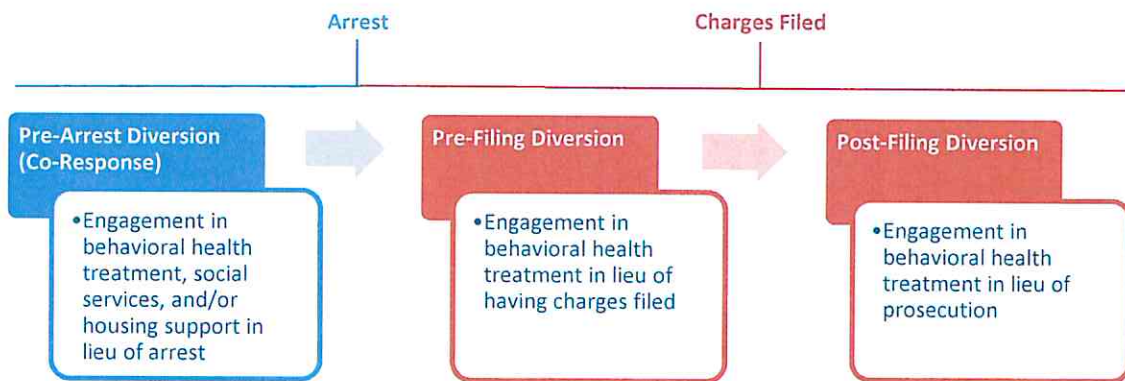 Arrest
Charges Filed
Pre-Arrest Diversion
(Co-Response)
•Engagement in
behavioral health
treatment, social
services, and/or
housing support in
lieu of arrest
Pre-Filing Diversion
•Engagement in
behavioral health
treatment in lieu of
having charges filed
Post-Filing Diversion
•Engagement in
behavioral health
treatment in lieu of
prosecution